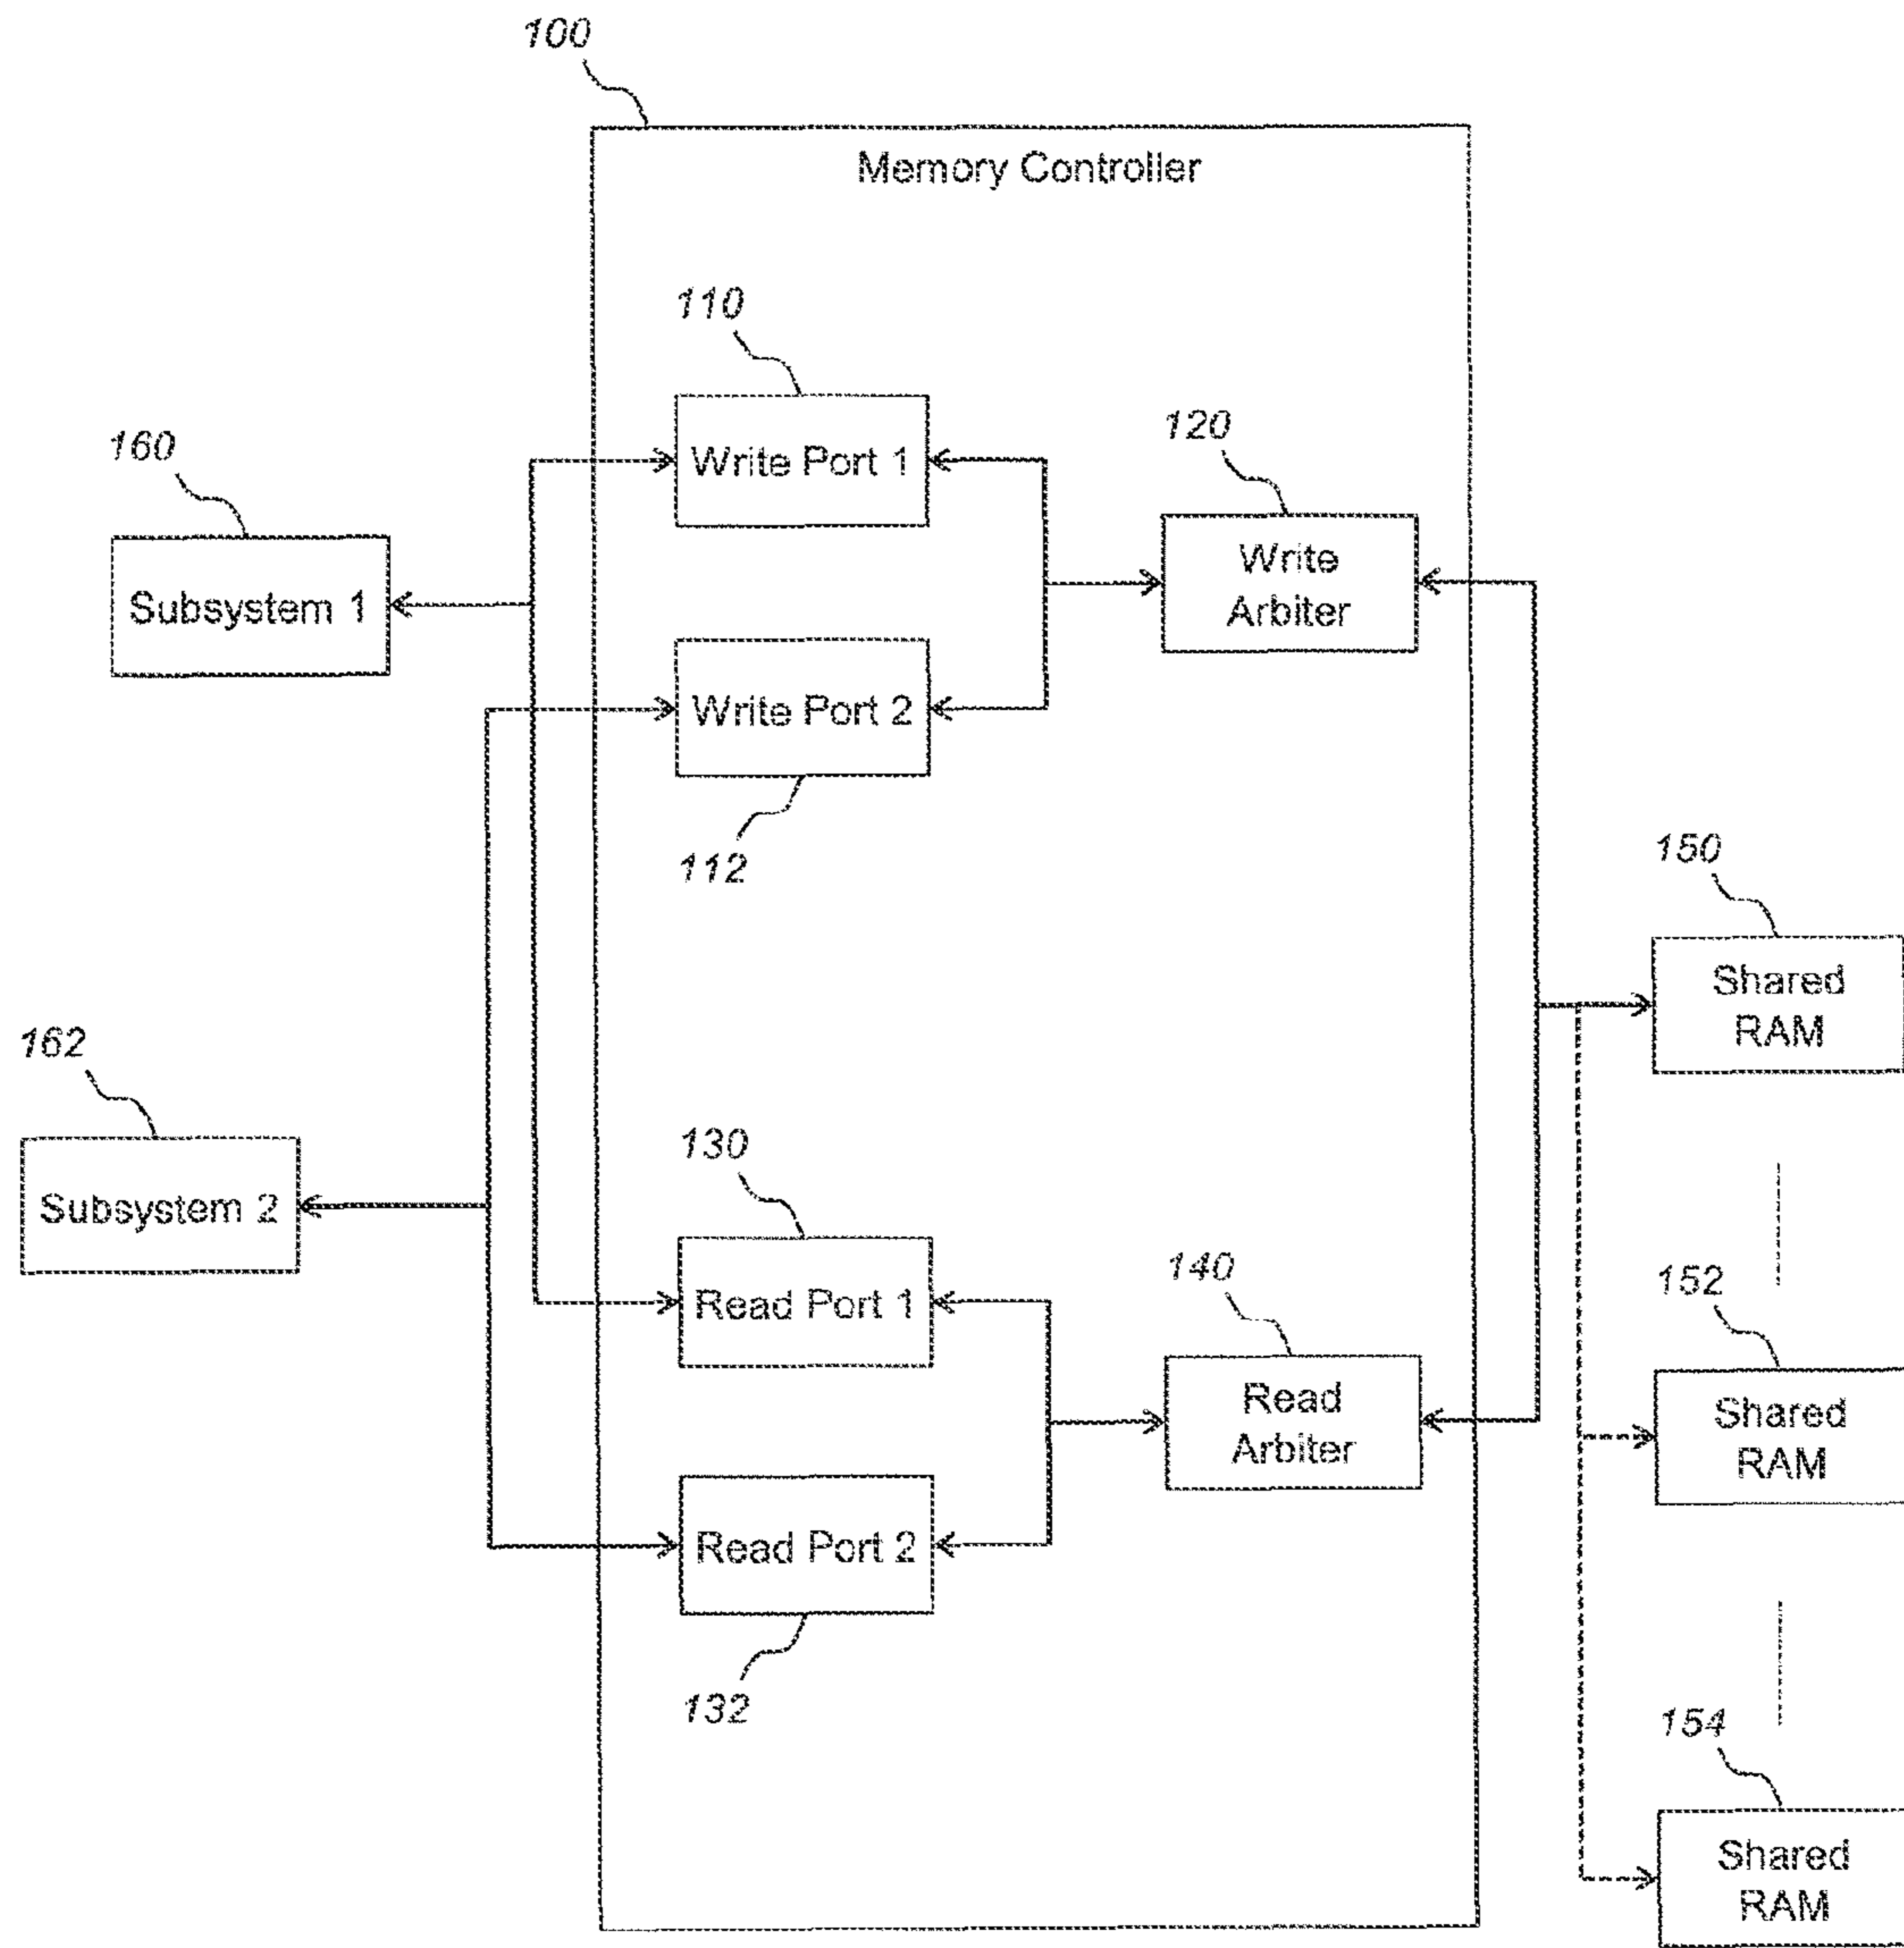 100
Memory Controller
110
Write Port 1
160
Subsystem 1
120
Write
Arbiter
Write Port 2
112
150
Shared
RAM
162
Subsystem 2
130
Read Port 1
140
Read
Arbiter
152
Shared
RAM
Read Port 2
132
154
Shared
RAM